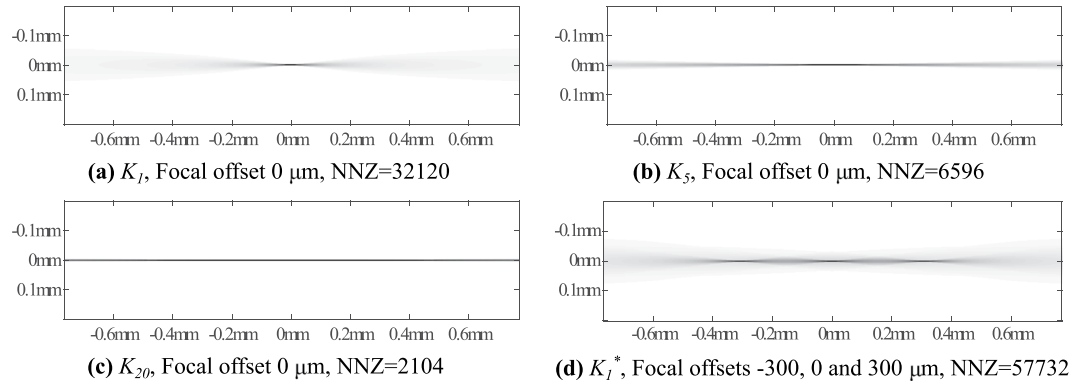 -0.1mm
0mm
0.1mm
-0.6mm -0.4mm -0.2mm 0mm 0.2mm 0.4mm 0.6mm
(a) K1, Focal offset 0 μm, NNZ=32120
-0.1mm
0mm
0.1mm
-0.6mm -0.4mm -0.2mm 0mm 0.2mm 0.4mm 0.6mm
(b) K5, Focal offset 0 μm, NNZ=6596
-0.1mm
0mm
0.1mm
-0.6mm -0.4mm -0.2mm 0mm 0.2mm 0.4mm 0.6mm
(c) K20, Focal offset 0 μm, NNZ=2104
-0.1mm
0mm
0.1mm
-0.6mm -0.4mm -0.2mm 0mm 0.2mm 0.4mm 0.6mm
(d) K1*, Focal offsets -300, 0 and 300 μm, NNZ=57732